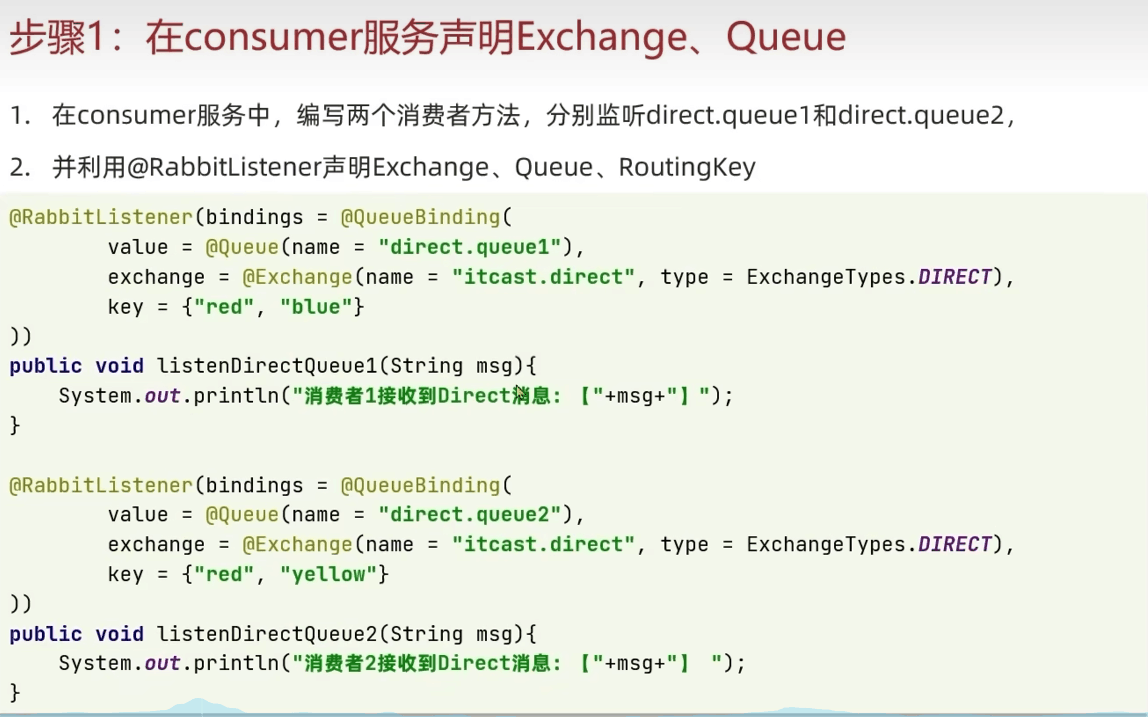 步骤1：在consumer服务声明Exchange、Queue
1. 在consumer服务中，编写两个消费者方法，分别监听direct.queue1和direct.queue2，
2. 并利用@RabbitListener声明Exchange、Queue、RoutingKey
@RabbitListener(bindings = @QueueBinding(
        value = @Queue(name = "direct.queue1"),
        exchange = @Exchange(name = "itcast.direct", type = ExchangeTypes.DIRECT),
        key = {"red", "blue"}
))
public void listenDirectQueue1(String msg){
    System.out.println("消费者1接收到Direct消息：【"+msg+"】");
}
@RabbitListener(bindings = @QueueBinding(
        value = @Queue(name = "direct.queue2"),
        exchange = @Exchange(name = "itcast.direct", type = ExchangeTypes.DIRECT),
        key = {"red", "yellow"}
))
public void listenDirectQueue2(String msg){
    System.out.println("消费者2接收到Direct消息：【"+msg+"】 ");
}